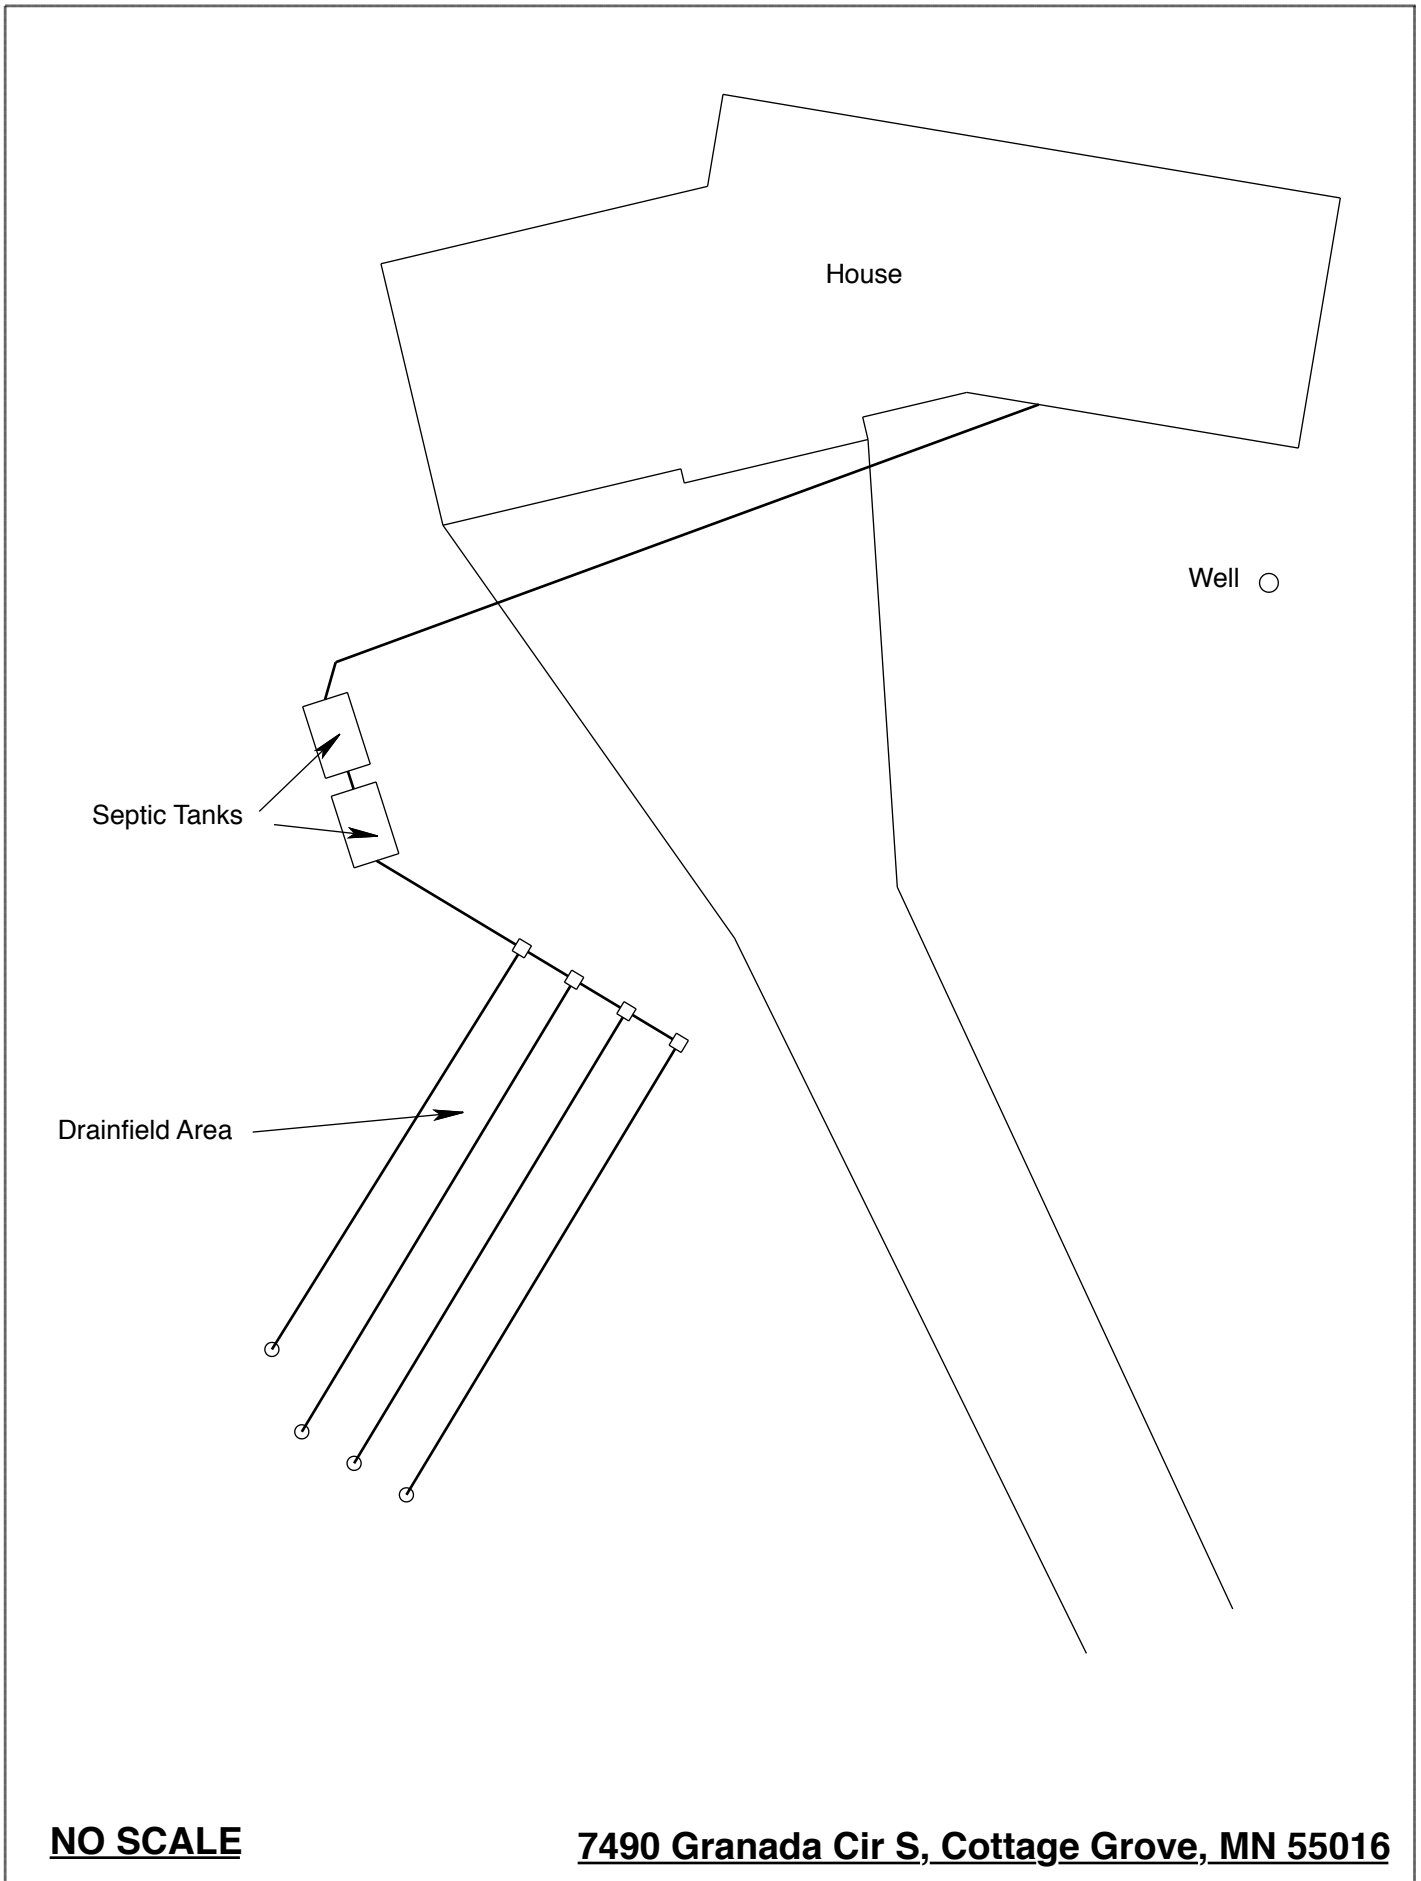 House
Well
Septic Tanks
Drainfield Area
NO SCALE
7490 Granada Cir S, Cottage Grove, MN 55016